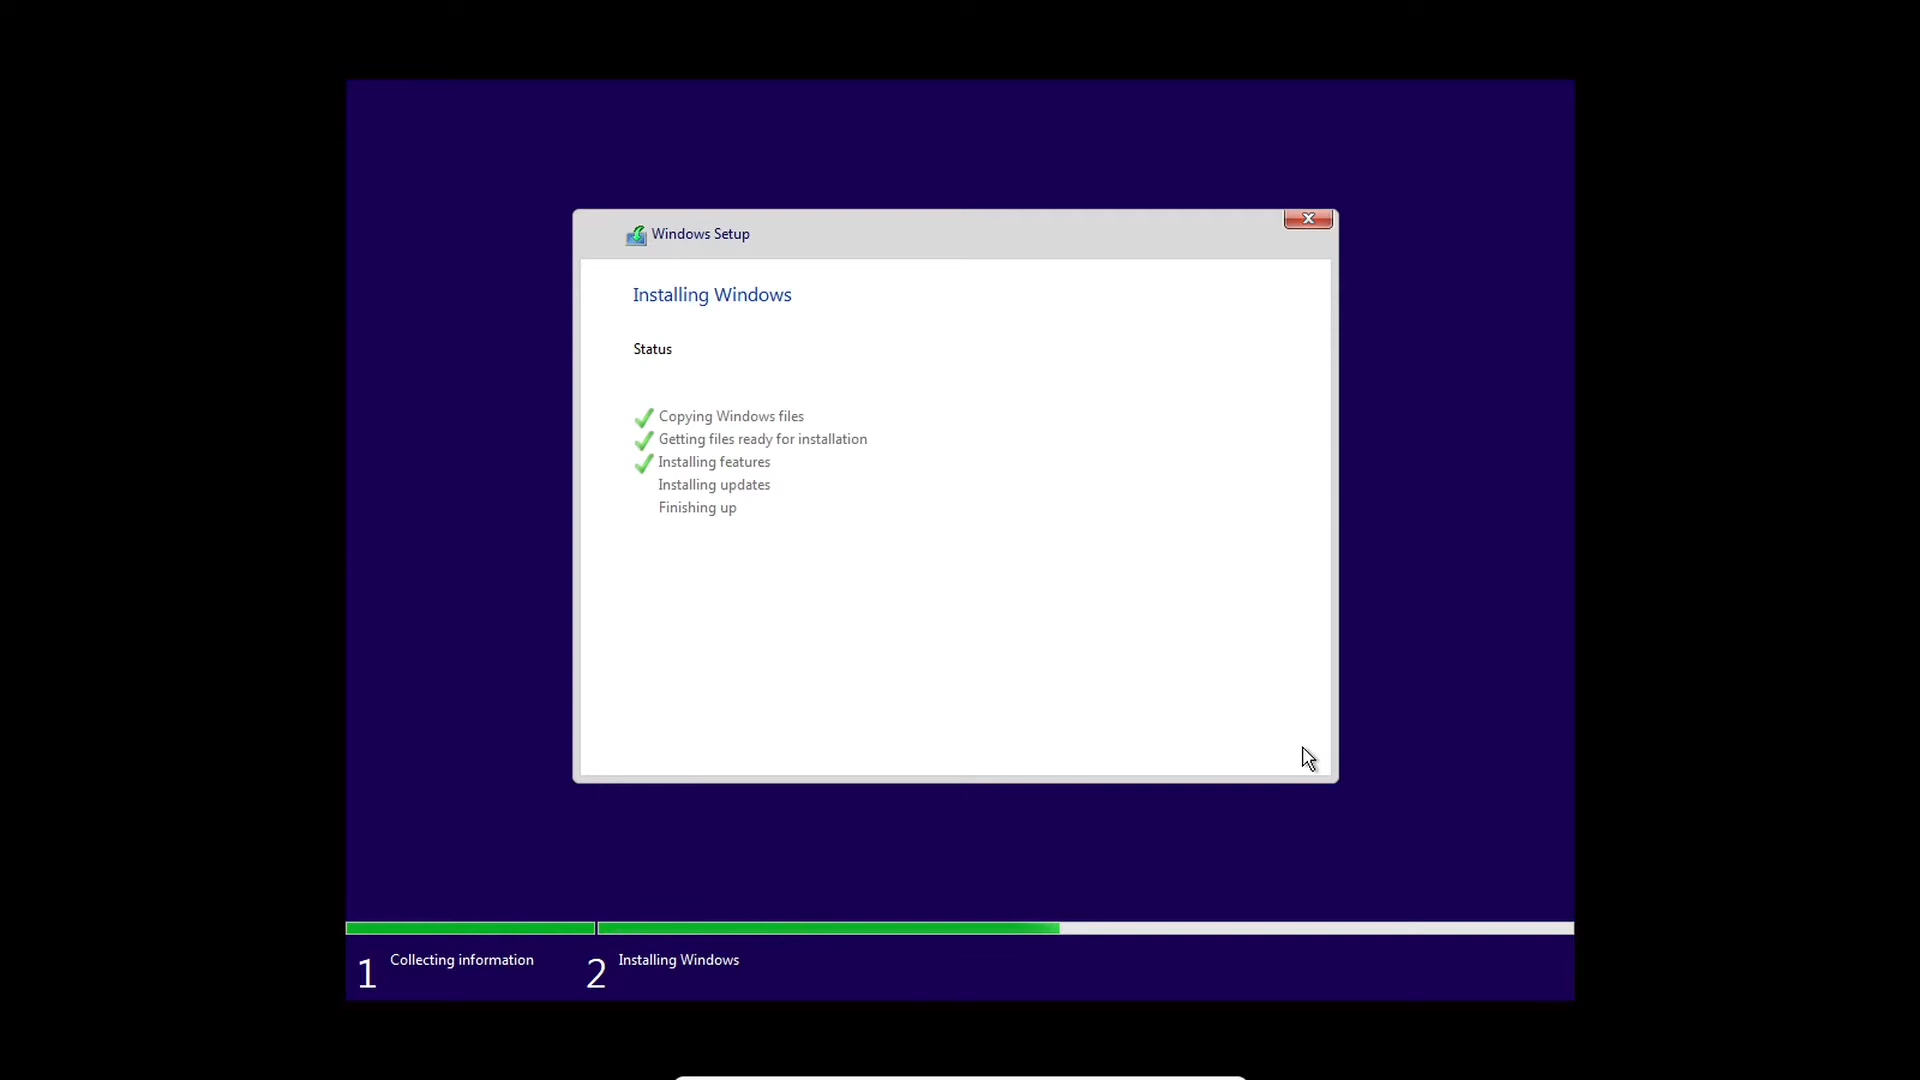 Windows Setup
Installing Windows
Status
Copying Windows files
Getting files ready for installation
Installing features
Installing updates
Finishing up
1 Collecting information
2 Installing Windows